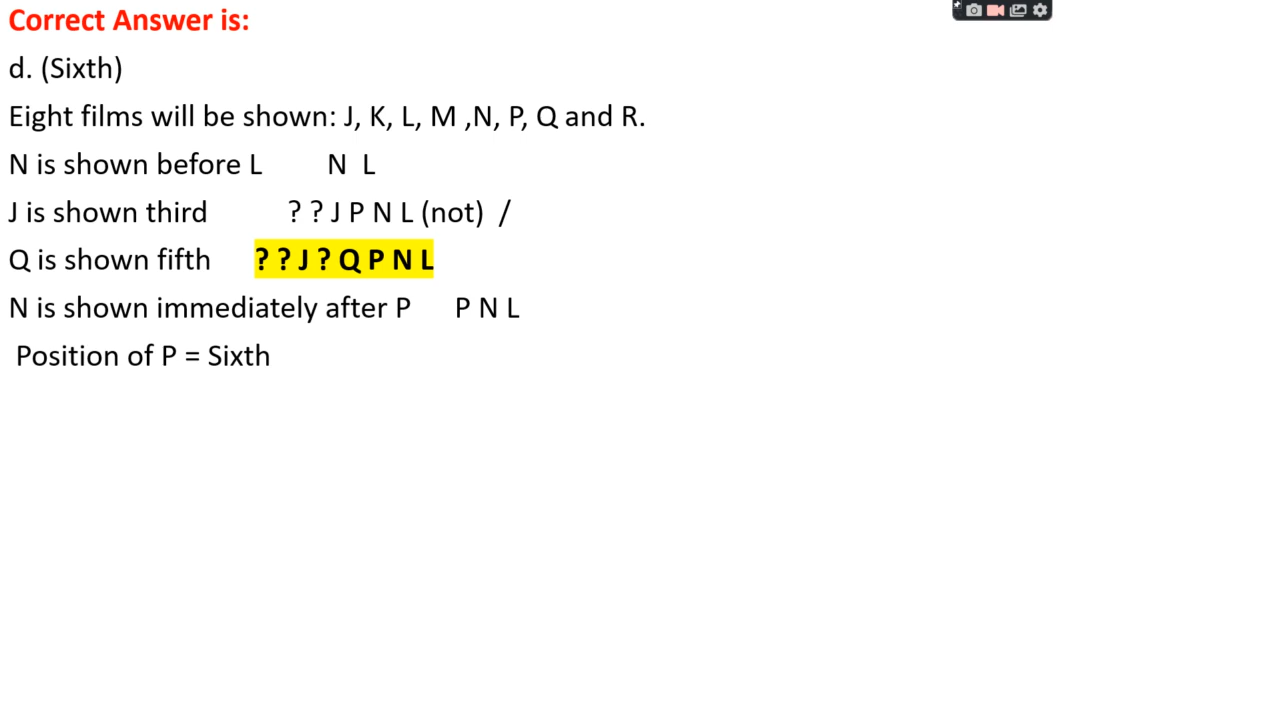 Correct Answer is:
d. (Sixth)
Eight films will be shown: J, K, L, M ,N, P, Q and R.
N is shown before L N L
J is shown third ? ? J P N L (not) /
Q is shown fifth ? ? J ? Q P N L
N is shown immediately after P P N L
Position of P = Sixth